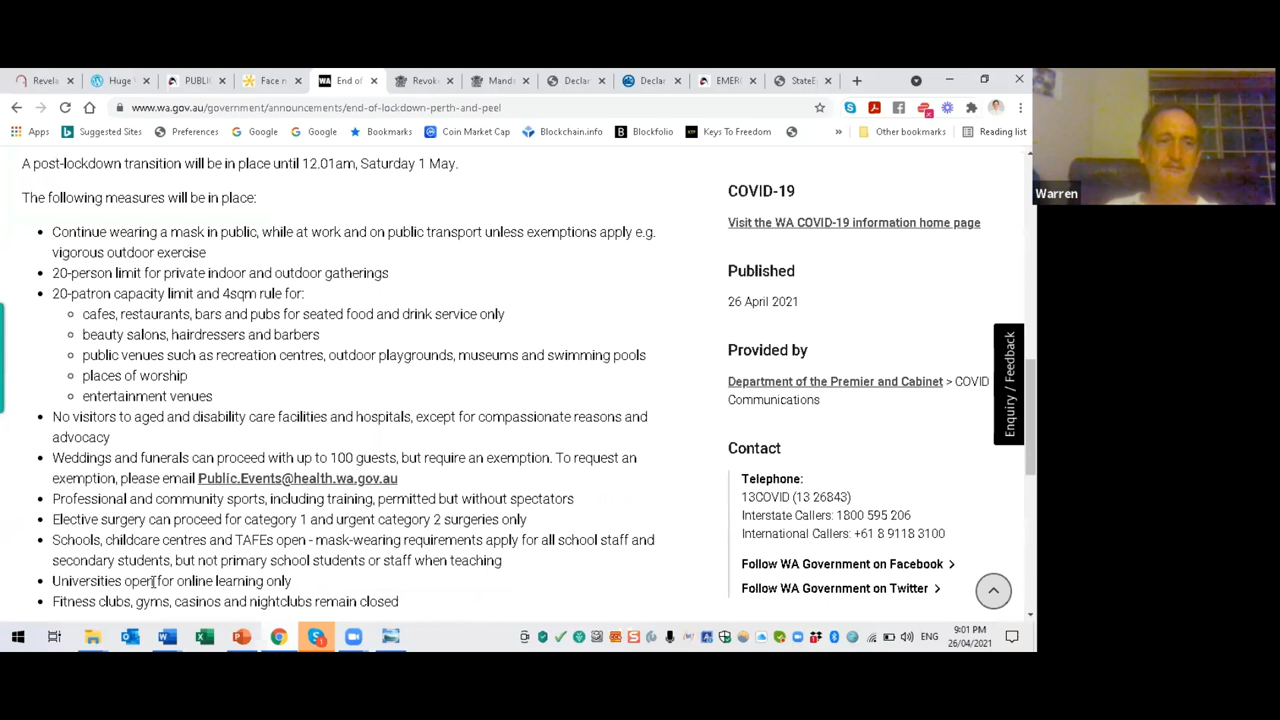 Revela
Huge
PUBLIC
Face n
WA
End of
Revok
Mand
Declar
Declar
EMER
StateE
www.wa.gov.au/government/announcements/end-of-lockdown-perth-and-peel
Apps
Suggested Sites
Preferences
Google
Google
Bookmarks
Coin Market Cap
Blockchain.info
Blockfolio
Keys To Freedom
»
Other bookmarks
Reading list
A post-lockdown transition will be in place until 12.01am, Saturday 1 May.
The following measures will be in place:
Continue wearing a mask in public, while at work and on public transport unless exemptions apply e.g.
vigorous outdoor exercise
20-person limit for private indoor and outdoor gatherings
20-patron capacity limit and 4sqm rule for:
cafes, restaurants, bars and pubs for seated food and drink service only
beauty salons, hairdressers and barbers
public venues such as recreation centres, outdoor playgrounds, museums and swimming pools
places of worship
entertainment venues
No visitors to aged and disability care facilities and hospitals, except for compassionate reasons and
advocacy
Weddings and funerals can proceed with up to 100 guests, but require an exemption. To request an
exemption, please email Public.Events@health.wa.gov.au
Professional and community sports, including training, permitted but without spectators
Elective surgery can proceed for category 1 and urgent category 2 surgeries only
Schools, childcare centres and TAFEs open - mask-wearing requirements apply for all school staff and
secondary students, but not primary school students or staff when teaching
Universities open for online learning only
Fitness clubs, gyms, casinos and nightclubs remain closed
COVID-19
Visit the WA COVID-19 information home page
Published
26 April 2021
Provided by
Department of the Premier and Cabinet > COVID
Communications
Contact
Telephone:
13COVID (13 26843)
Interstate Callers: 1800 595 206
International Callers: +61 8 9118 3100
Follow WA Government on Facebook
Follow WA Government on Twitter
Enquiry / Feedback
Warren
ENG
9:01 PM
26/04/2021